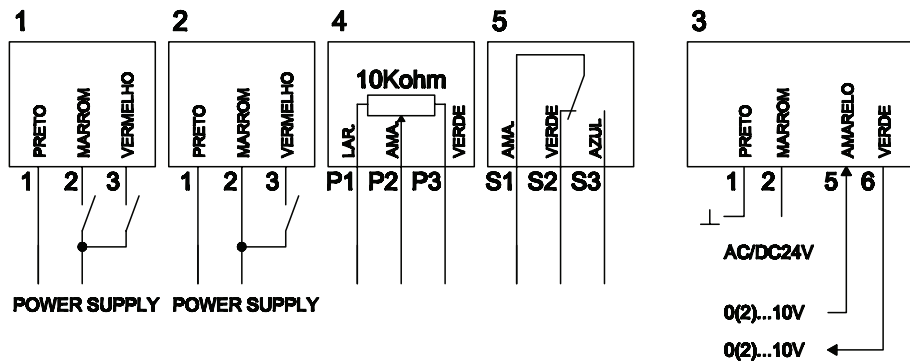 1
PRETO
MARROM
VERMELHO
1 2 3
POWER SUPPLY
2
PRETO
MARROM
VERMELHO
1 2 3
POWER SUPPLY
4
10Kohm
LAR.
AMA.
VERDE
P1 P2 P3
5
AMA.
VERDE
AZUL
S1 S2 S3
3
PRETO
MARROM
AMARELO
VERDE
1 2 5 6
AC/DC24V
0(2)...10V
0(2)...10V